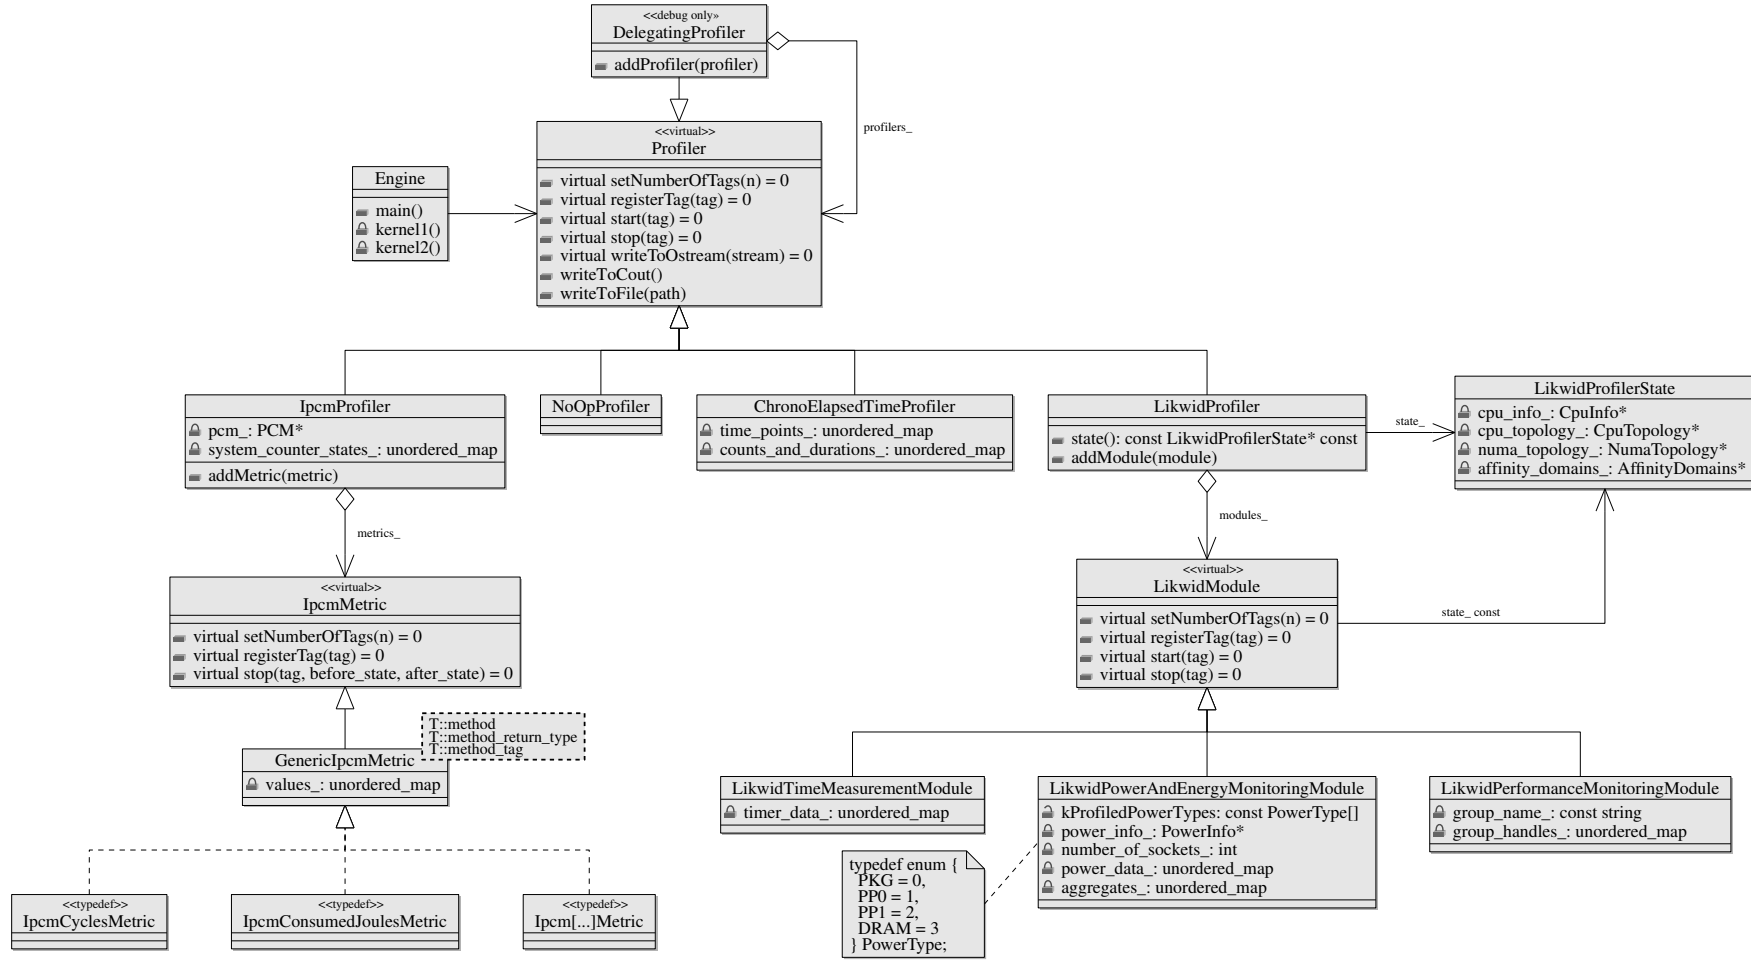 <<debug only»
DelegatingProfiler
addProfiler(profiler)
profilers_
<<virtual>>
Profiler
virtual setNumberOfTags(n) = 0
virtual registerTag(tag) = 0
virtual start(tag) = 0
virtual stop(tag) = 0
virtual writeToOstream(stream) = 0
writeToCout()
writeToFile(path)
Engine
main()
kernel1()
kernel2()
IpcmProfiler
pcm_: PCM*
system_counter_states_: unordered_map
addMetric(metric)
NoOpProfiler
ChronoElapsedTimeProfiler
time_points_: unordered_map
counts_and_durations_: unordered_map
LikwidProfiler
state(): const LikwidProfilerState* const
addModule(module)
state_
LikwidProfilerState
cpu_info_: CpuInfo*
cpu_topology_: CpuTopology*
numa_topology_: NumaTopology*
affinity_domains_: AffinityDomains*
metrics_
modules_
<<virtual>>
IpcmMetric
virtual setNumberOfTags(n) = 0
virtual registerTag(tag) = 0
virtual stop(tag, before_state, after_state) = 0
<<virtual>>
LikwidModule
virtual setNumberOfTags(n) = 0
virtual registerTag(tag) = 0
virtual start(tag) = 0
virtual stop(tag) = 0
state_ const
T::method
T::method_return_type
T::method_tag
GenericIpcmMetric
values_: unordered_map
LikwidTimeMeasurementModule
timer_data_: unordered_map
LikwidPowerAndEnergyMonitoringModule
kProfiledPowerTypes: const PowerType[]
power_info_: PowerInfo*
number_of_sockets_: int
power_data_: unordered_map
aggregates_: unordered_map
LikwidPerformanceMonitoringModule
group_name_: const string
group_handles_: unordered_map
typedef enum {
PKG = 0,
PP0 = 1,
PP1 = 2,
DRAM = 3
} PowerType;
<<typedef>>
IpcmCyclesMetric
<<typedef>>
IpcmConsumedJoulesMetric
<<typedef>>
Ipcm[...]Metric